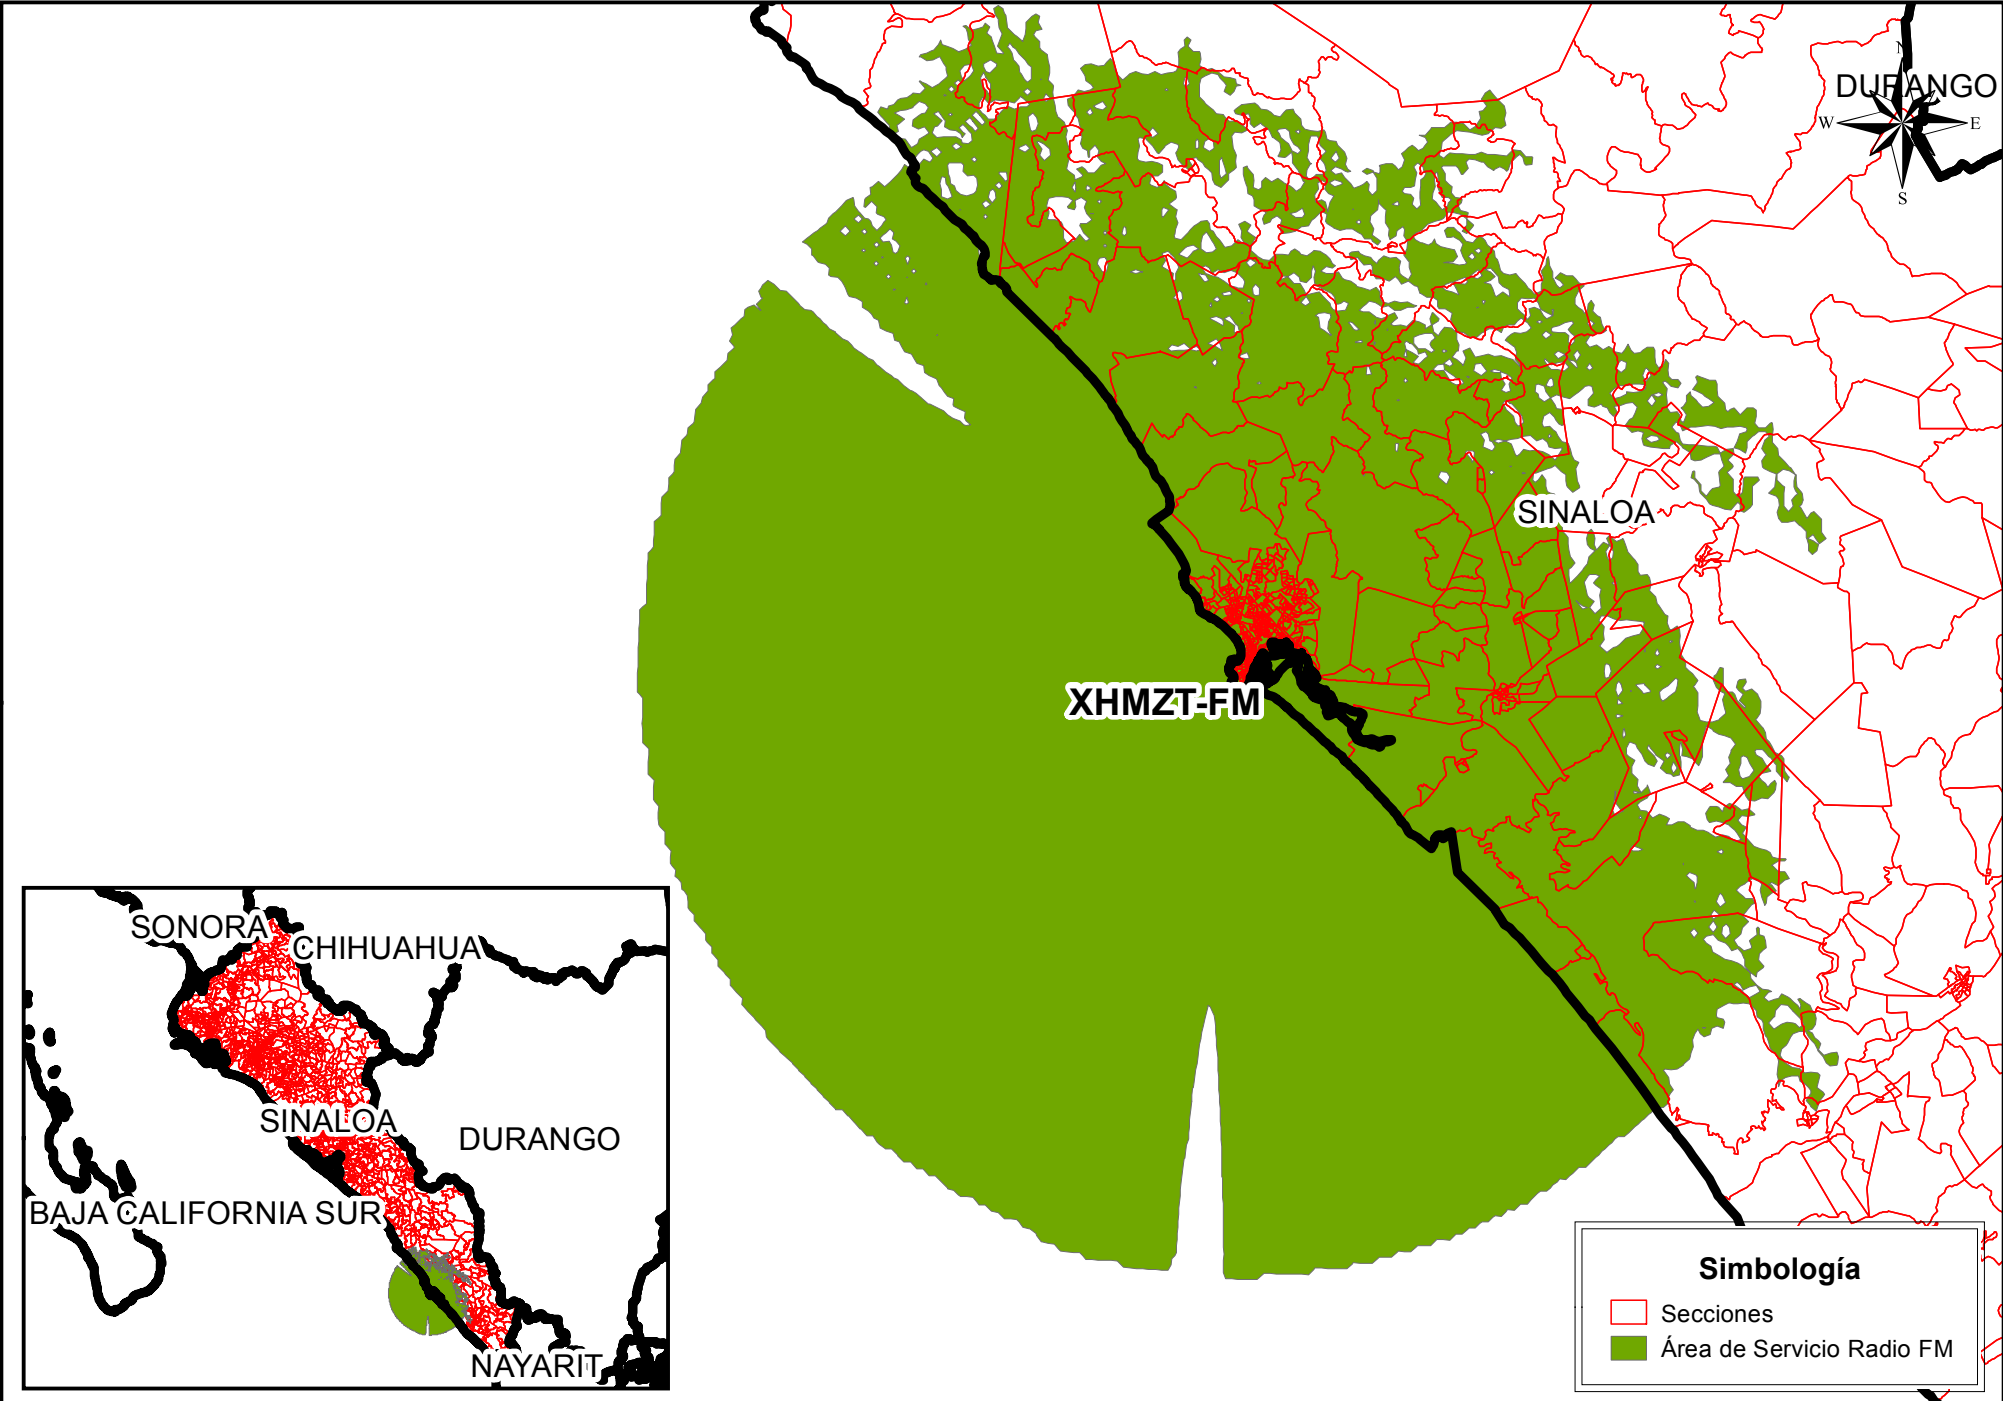 N
DURANGO
W
E
S
SINALOA
XHMZT-FM
SONORA
CHIHUAHUA
SINALOA
DURANGO
BAJA CALIFORNIA SUR
NAYARIT
Simbología
Secciones
Área de Servicio Radio FM